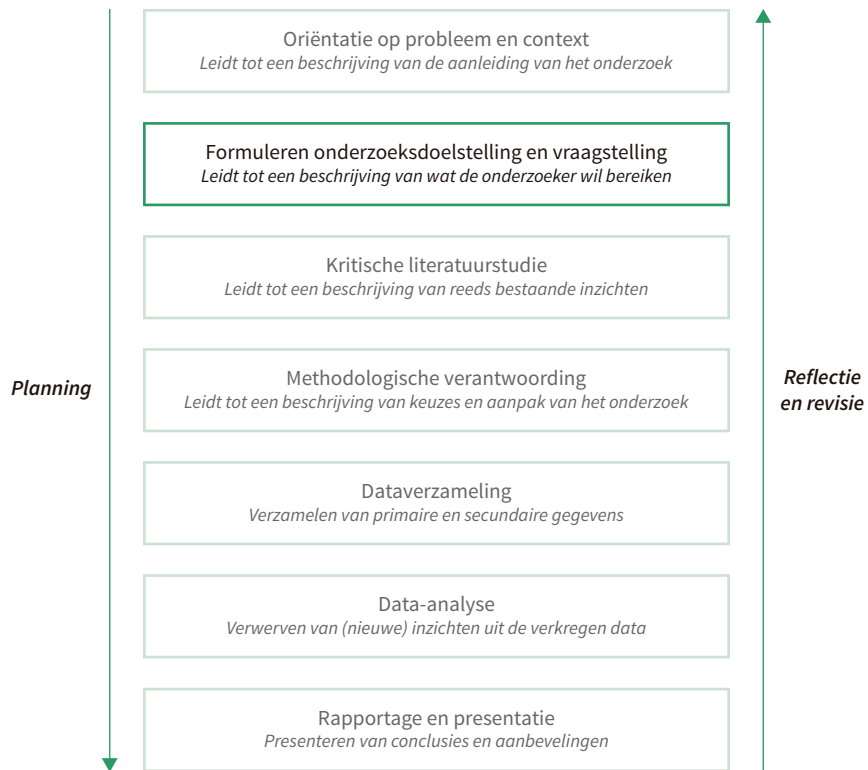 Oriëntatie op probleem en context
Leidt tot een beschrijving van de aanleiding van het onderzoek
Formuleren onderzoeksdoelstelling en vraagstelling
Leidt tot een beschrijving van wat de onderzoeker wil bereiken
Kritische literatuurstudie
Leidt tot een beschrijving van reeds bestaande inzichten
Planning
Methodologische verantwoording
Leidt tot een beschrijving van keuzes en aanpak van het onderzoek
Reflectie
en revisie
Dataverzameling
Verzamelen van primaire en secundaire gegevens
Data-analyse
Verwerven van (nieuwe) inzichten uit de verkregen data
Rapportage en presentatie
Presenteren van conclusies en aanbevelingen